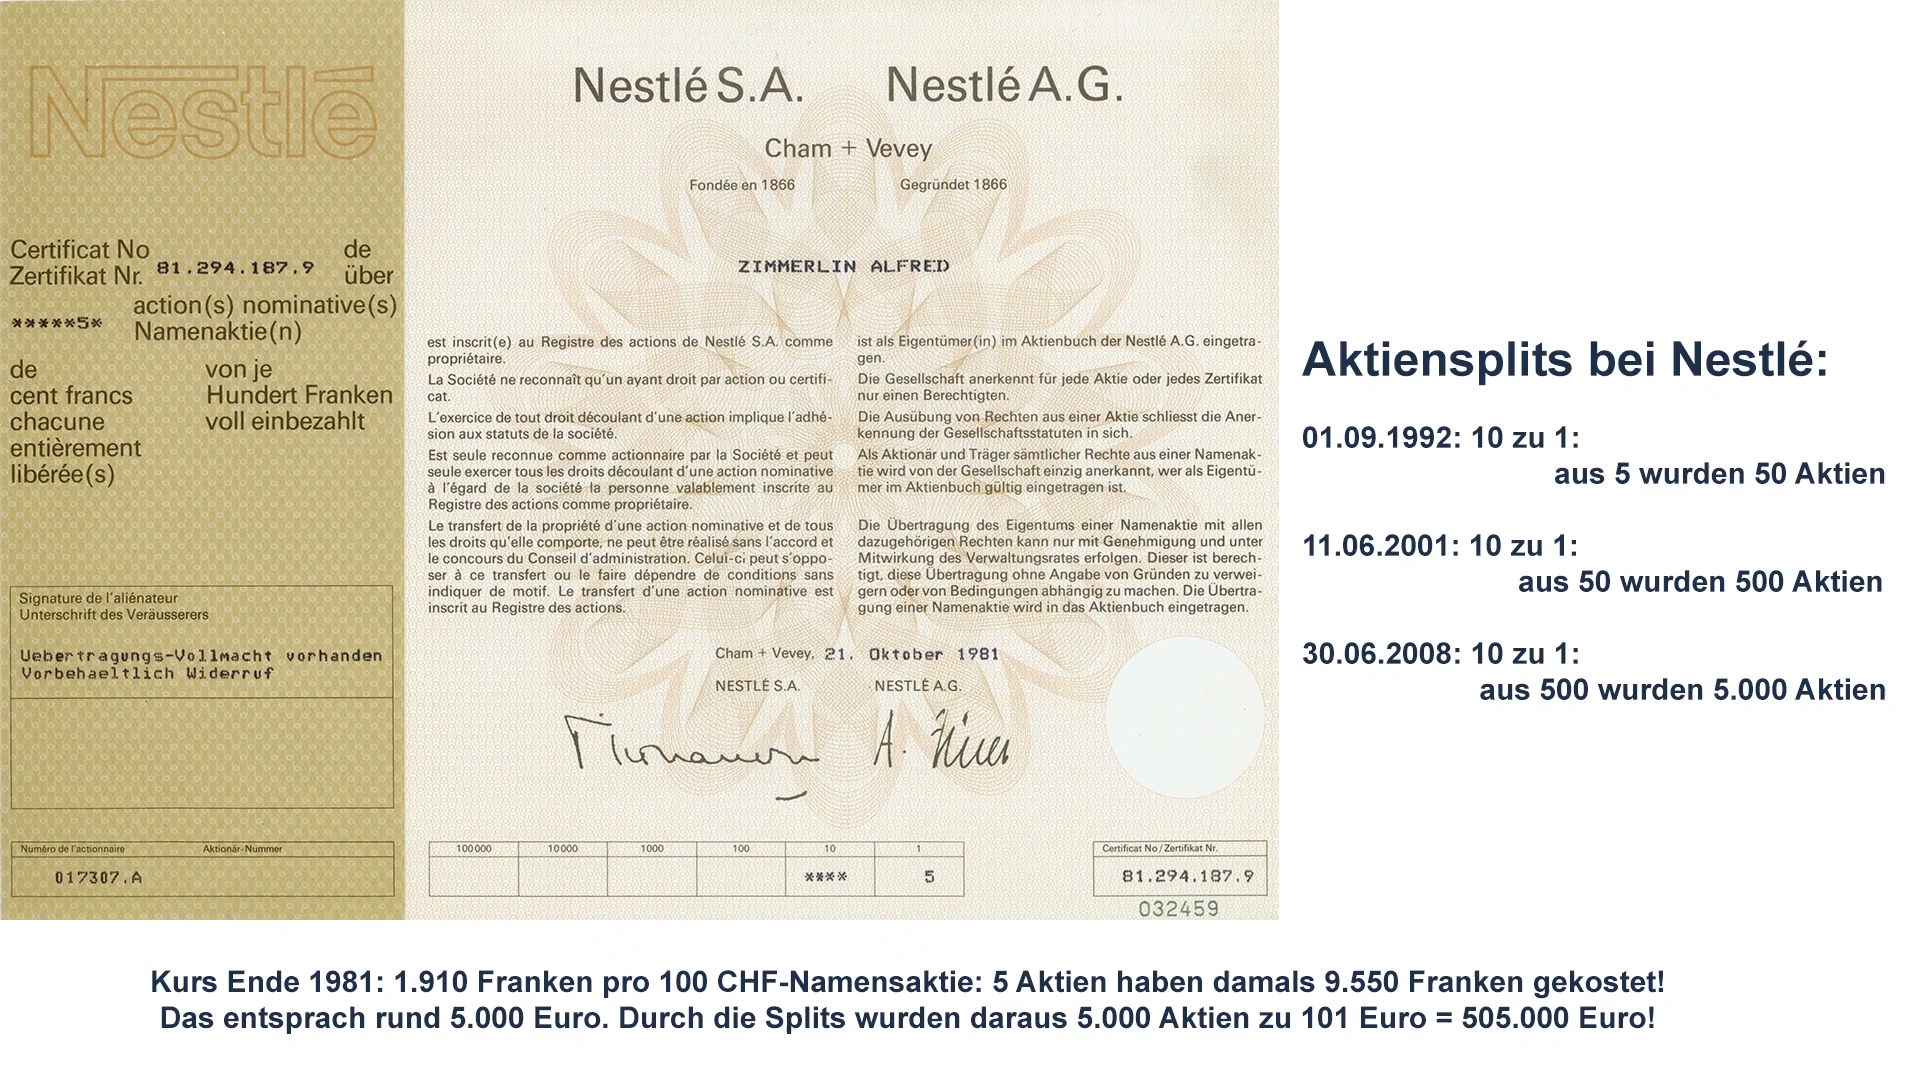 Nestlé
Certificat No
Zertifikat Nr.
81.294.187.9
de
über
*****5*
action(s) nominative(s)
Namenaktie(n)
de
cent francs
chacune
entièrement
libérée(s)
von je
Hundert Franken
voll einbezahlt
Signature de l'aliénateur
Unterschrift des Veräusserers
Uebertragungs-Vollmacht vorhanden
Vorbehaeltlich Widerruf
Numéro de l'actionnaire Aktionär-Nummer
017307.A
Nestlé S.A. Nestlé A.G.
Cham + Vevey
Fondée en 1866 Gegründet 1866
ZIMMERLIN ALFRED
est inscrit(e) au Registre des actions de Nestlé S.A. comme
propriétaire.
La Société ne reconnaît qu'un ayant droit par action ou certifi-
cat.
L'exercice de tout droit découlant d'une action implique l'adhé-
sion aux statuts de la société.
Est seule reconnue comme actionnaire par la Société et peut
seule exercer tous les droits découlant d'une action nominative
à l'égard de la société la personne valablement inscrite au
Registre des actions comme propriétaire.
Le transfert de la propriété d'une action nominative et de tous
les droits qu'elle comporte, ne peut être réalisé sans l'accord et
le concours du Conseil d'administration. Celui-ci peut s'oppo-
ser à ce transfert ou le faire dépendre de conditions sans
indiquer de motif. Le transfert d'une action nominative est
inscrit au Registre des actions.
ist als Eigentümer(in) im Aktienbuch der Nestlé A.G. eingetra-
gen.
Die Gesellschaft anerkennt für jede Aktie oder jedes Zertifikat
nur einen Berechtigten.
Die Ausübung von Rechten aus einer Aktie schliesst die Aner-
kennung der Gesellschaftsstatuten in sich.
Als Aktionär und Träger sämtlicher Rechte aus einer Namenak-
tie wird von der Gesellschaft einzig anerkannt, wer als Eigentü-
mer im Aktienbuch gültig eingetragen ist.
Die Übertragung des Eigentums einer Namenaktie mit allen
dazugehörigen Rechten kann nur mit Genehmigung und unter
Mitwirkung des Verwaltungsrates erfolgen. Dieser ist berech-
tigt, diese Übertragung ohne Angabe von Gründen zu verwei-
gern oder von Bedingungen abhängig zu machen. Die Übertra-
gung einer Namenaktie wird in das Aktienbuch eingetragen.
Cham + Vevey, 21. Oktober 1981
NESTLÉ S.A. NESTLÉ A.G.
100000 10000 1000 100 10 1
**** 5
Certificat No / Zertifikat Nr.
81.294.187.9
032459
Aktiensplits bei Nestlé:
01.09.1992: 10 zu 1:
aus 5 wurden 50 Aktien
11.06.2001: 10 zu 1:
aus 50 wurden 500 Aktien
30.06.2008: 10 zu 1:
aus 500 wurden 5.000 Aktien
Kurs Ende 1981: 1.910 Franken pro 100 CHF-Namensaktie: 5 Aktien haben damals 9.550 Franken gekostet!
Das entsprach rund 5.000 Euro. Durch die Splits wurden daraus 5.000 Aktien zu 101 Euro = 505.000 Euro!